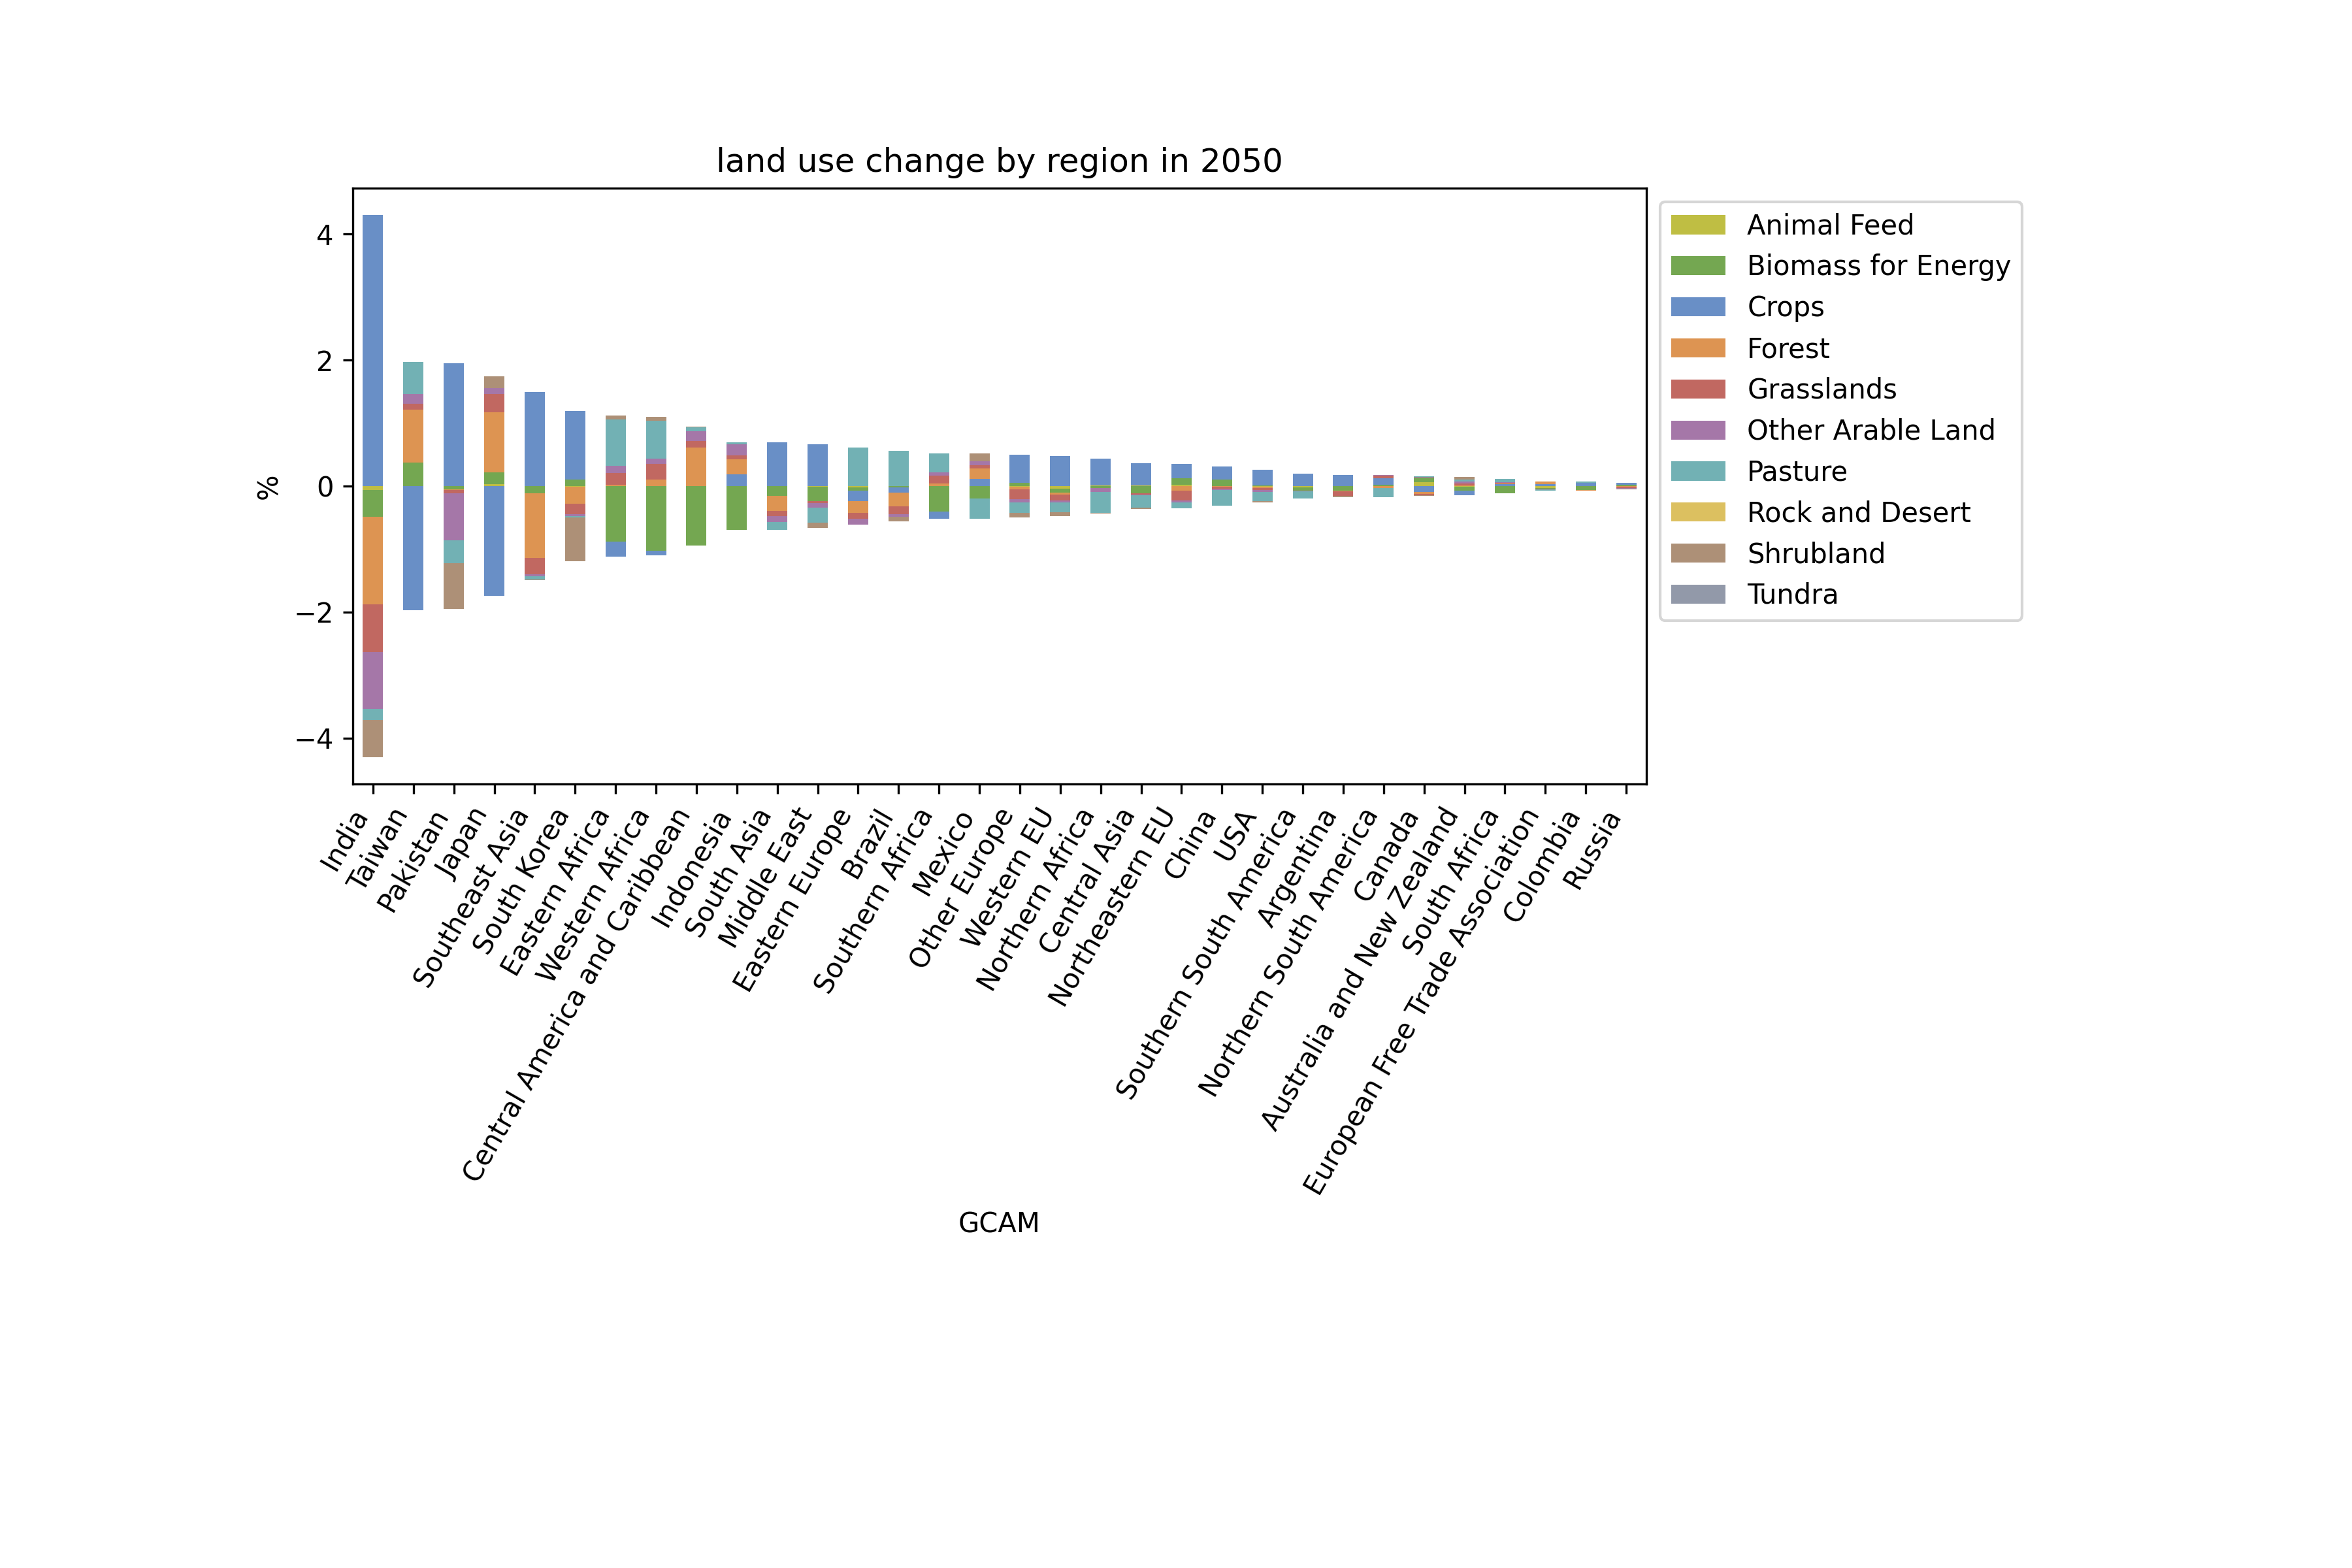 land use change by region in 2050
%
4
2
0
−2
−4
India
Taiwan
Pakistan
Japan
Southeast Asia
South Korea
Eastern Africa
Western Africa
Central America and Caribbean
Indonesia
South Asia
Middle East
Eastern Europe
Brazil
Southern Africa
Mexico
Other Europe
Western EU
Northern Africa
Central Asia
Northeastern EU
China
USA
Southern South America
Argentina
Northern South America
Canada
Australia and New Zealand
South Africa
European Free Trade Association
Colombia
Russia
GCAM
Animal Feed
Biomass for Energy
Crops
Forest
Grasslands
Other Arable Land
Pasture
Rock and Desert
Shrubland
Tundra